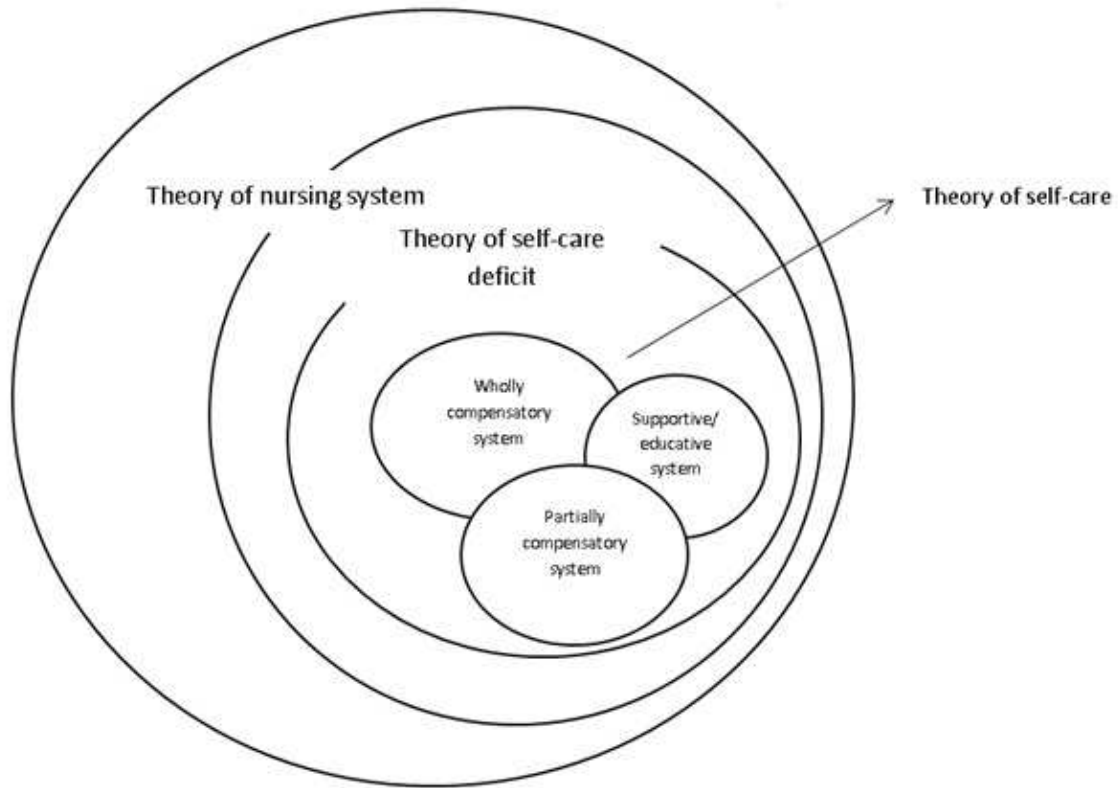 Theory of nursing system
Theory of self-care
Theory of self-care
deficit
Wholly
compensatory
system
Supportive/
educative
system
Partially
compensatory
system